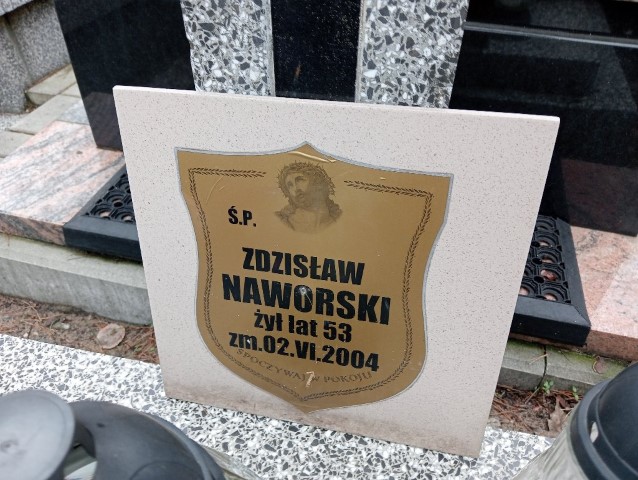 Ś.P.
ZDZISŁAW
NAWORSKI
żył lat 53
zm.02.VI.2004
SPOCZYWAJ W POKOJU